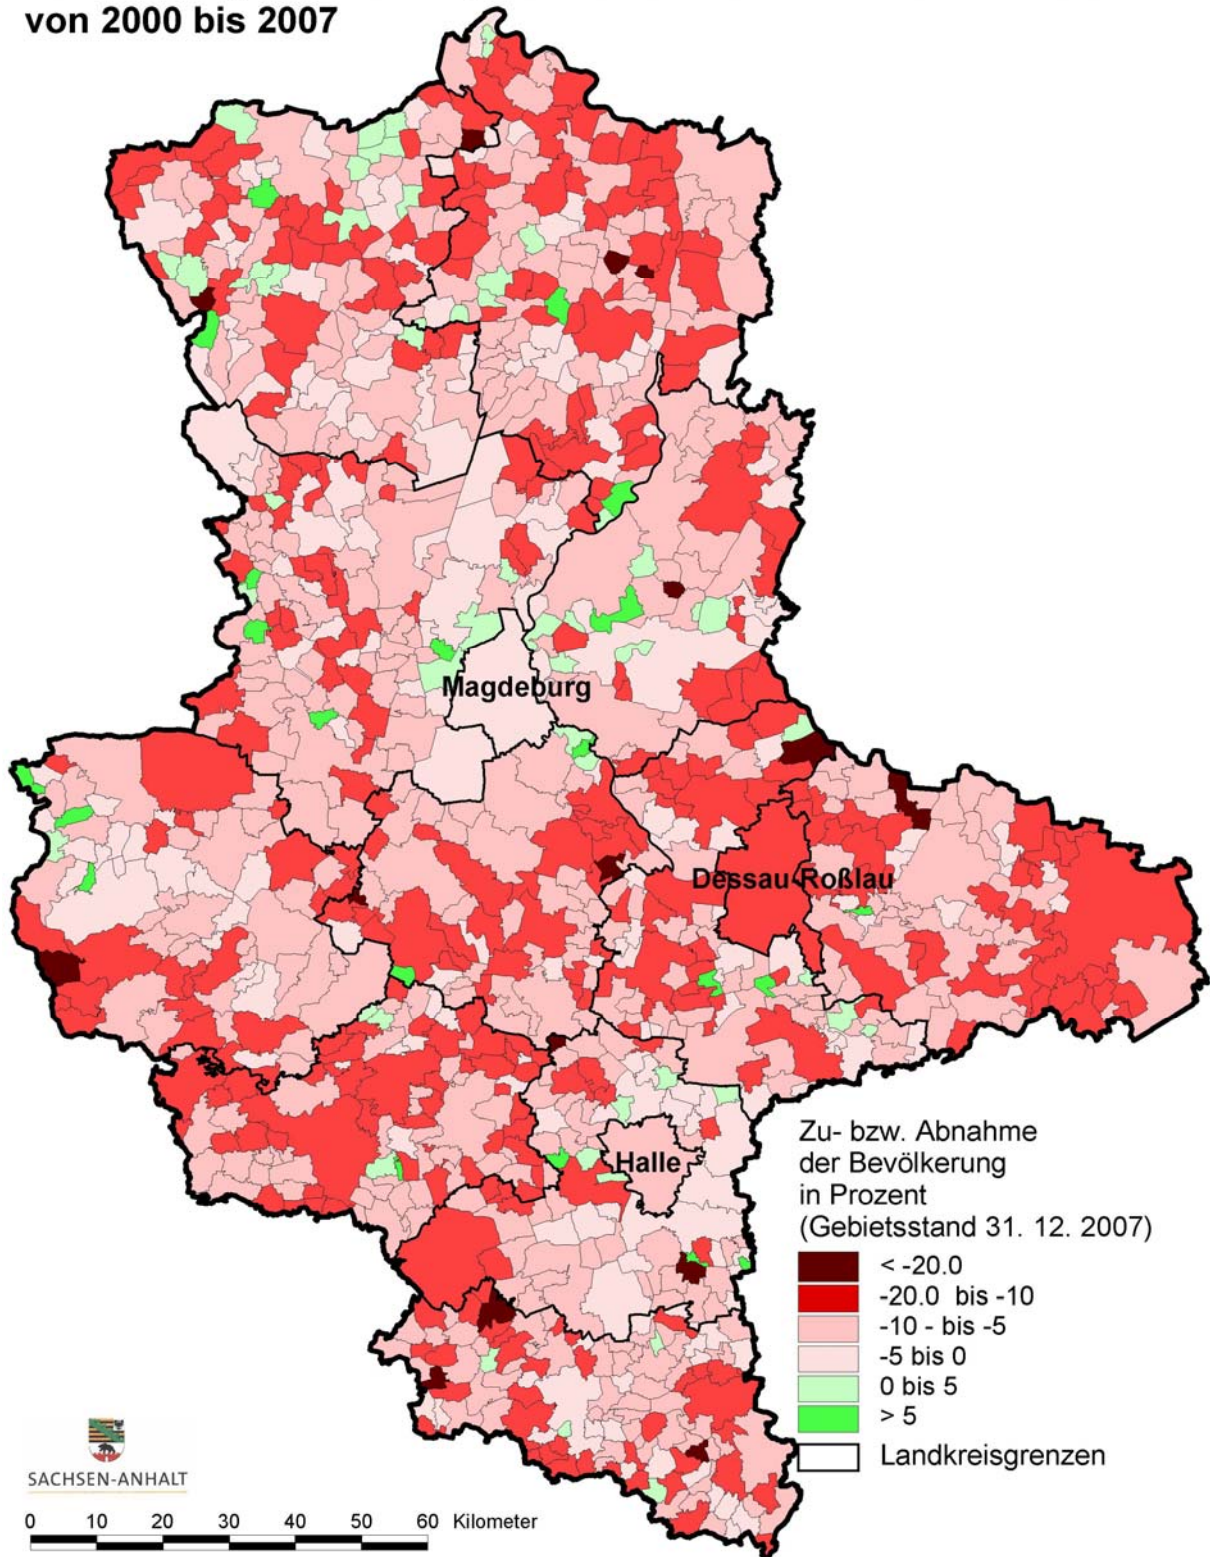 von 2000 bis 2007
Magdeburg
Dessau-Roßlau
Halle
Zu- bzw. Abnahme
der Bevölkerung
in Prozent
(Gebietsstand 31. 12. 2007)
< -20.0
-20.0 bis -10
-10 - bis -5
-5 bis 0
0 bis 5
> 5
Landkreisgrenzen
SACHSEN-ANHALT
0 10 20 30 40 50 60 Kilometer